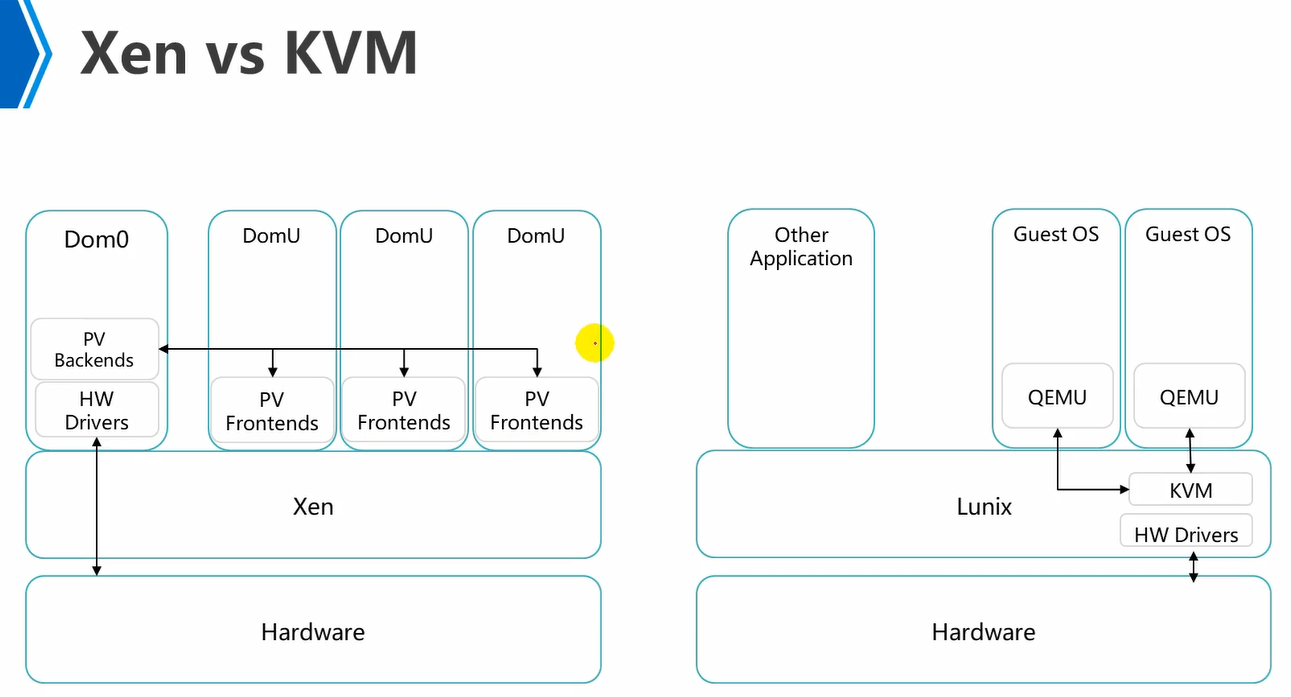 Xen vs KVM
Dom0
DomU
DomU
DomU
PV
Backends
HW
Drivers
PV
Frontends
PV
Frontends
PV
Frontends
Xen
Hardware
Other
Application
Guest OS
Guest OS
QEMU
QEMU
KVM
Lunix
HW Drivers
Hardware